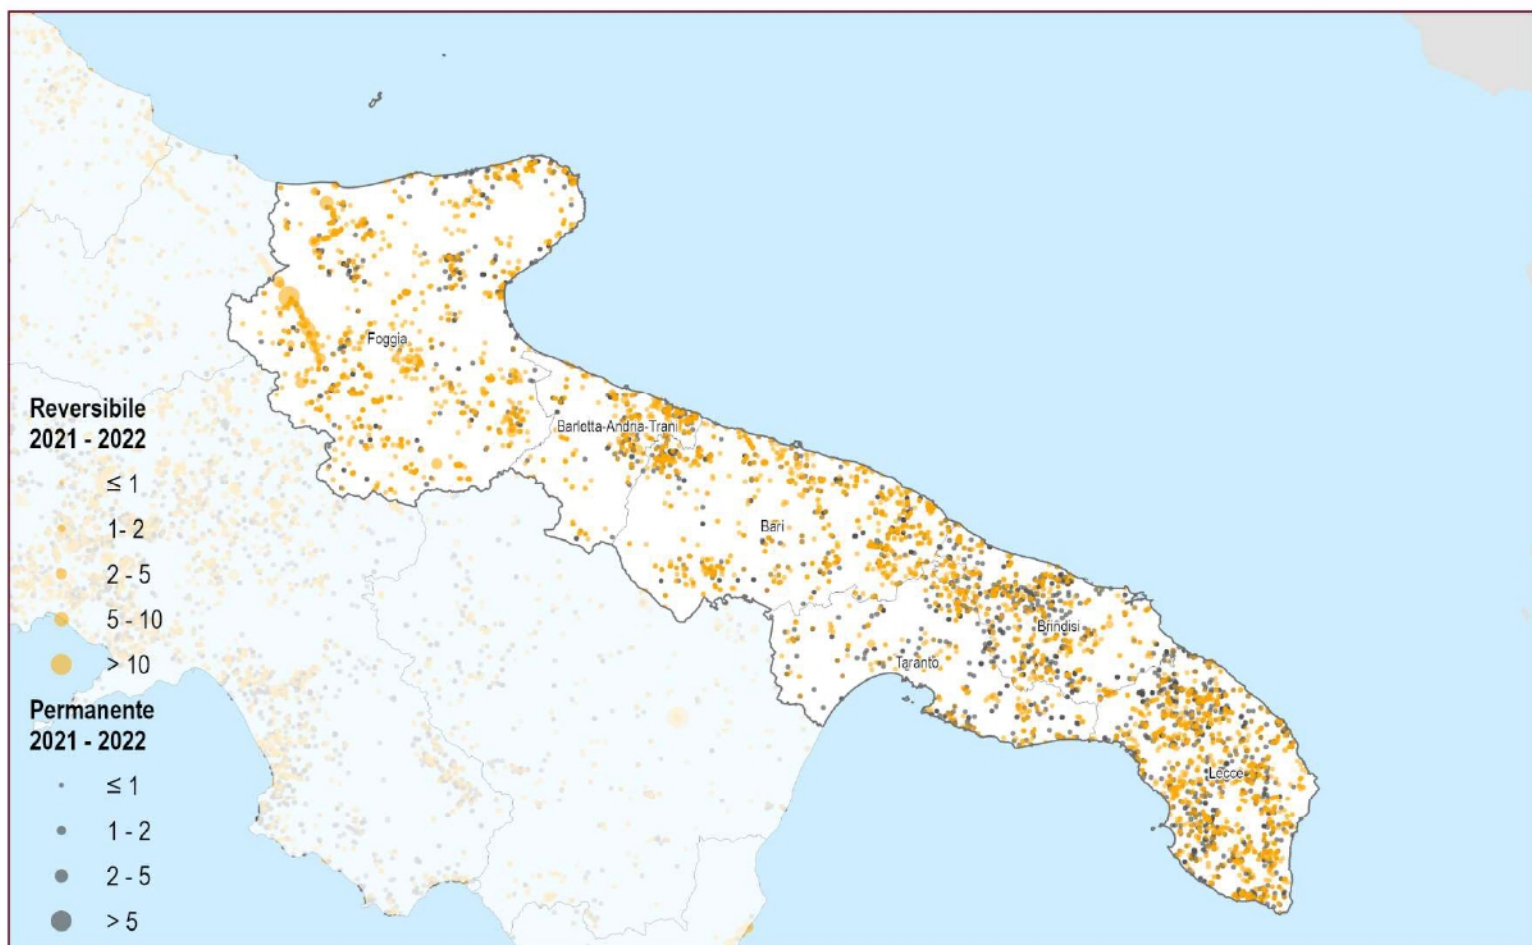 Foggia
Barletta-Andria-Trani
Bari
Brindisi
Taranto
Lecce
Reversibile
2021 - 2022
≤ 1
1- 2
2 - 5
5 - 10
> 10
Permanente
2021 - 2022
≤ 1
1 - 2
2 - 5
> 5